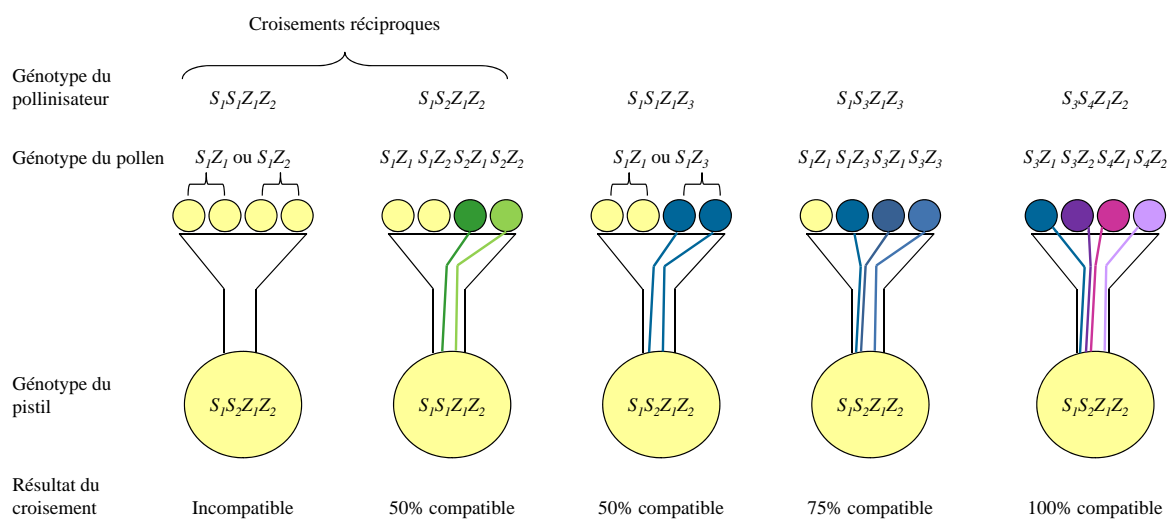 Croisements réciproques
Génotype du
pollinisateur
S₁S₁Z₁Z₂ S₁S₂Z₁Z₂ S₁S₁Z₁Z₃ S₁S₃Z₁Z₃ S₃S₄Z₁Z₂
Génotype du pollen S₁Z₁ ou S₁Z₂ S₁Z₁ S₁Z₂ S₂Z₁ S₂Z₂ S₁Z₁ ou S₁Z₃ S₁Z₁ S₁Z₃ S₃Z₁ S₃Z₃ S₃Z₁ S₃Z₂ S₄Z₁ S₄Z₂
Génotype du
pistil
S₁S₂Z₁Z₂ S₁S₁Z₁Z₂ S₁S₂Z₁Z₂ S₁S₂Z₁Z₂ S₁S₂Z₁Z₂
Résultat du
croisement
Incompatible 50% compatible 50% compatible 75% compatible 100% compatible